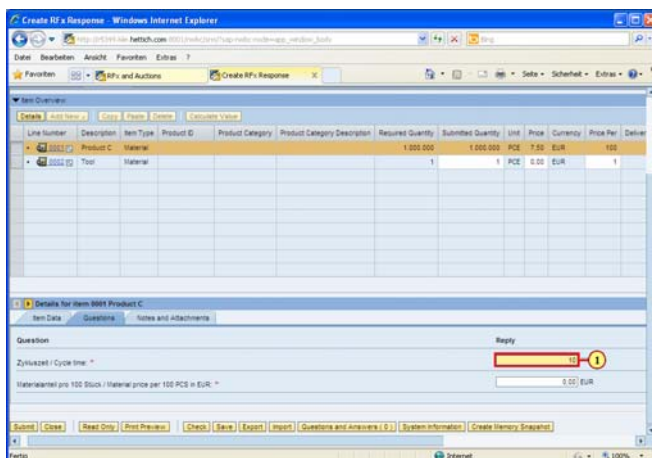 Create RFx Response - Windows Internet Explorer
hettich.com
Bing
Datei Bearbeiten Ansicht Favoriten Extras ?
Favoriten RFx and Auctions Create RFx Response X Seite Sicherheit Extras
Item Overview
Details Add New Copy Paste Delete Calculate Value
Line Number Description Item Type Product ID Product Category Product Category Description Required Quantity Submitted Quantity Unit Price Currency Price Per Deliver
0001 Product C Material 1.000.000 1.000.000 PCE 7,50 EUR 100
0002 Tool Material 1 1 PCE 0,00 EUR 1
Details for item 0001 Product C
Item Data Questions Notes and Attachments
Question Reply
Zykluszeit / Cycle time: * 10 1
Materialanteil pro 100 Stück / Material price per 100 PCS in EUR: * 0,00 EUR
Submit Close Read Only Print Preview Check Save Export Import Questions and Answers ( 0 ) System Information Create Memory Snapshot
Fertig Internet 100%